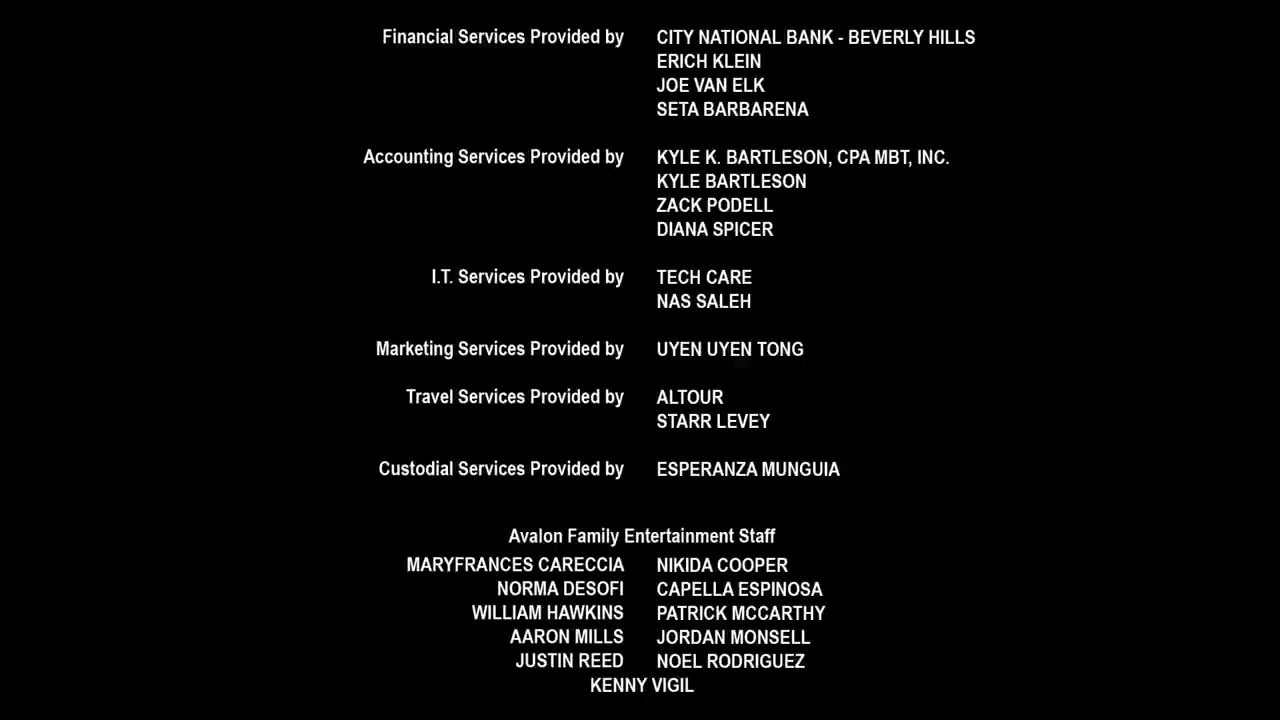 Financial Services Provided by CITY NATIONAL BANK - BEVERLY HILLS
ERICH KLEIN
JOE VAN ELK
SETA BARBARENA
Accounting Services Provided by KYLE K. BARTLESON, CPA MBT, INC.
KYLE BARTLESON
ZACK PODELL
DIANA SPICER
I.T. Services Provided by TECH CARE
NAS SALEH
Marketing Services Provided by UYEN UYEN TONG
Travel Services Provided by ALTOUR
STARR LEVEY
Custodial Services Provided by ESPERANZA MUNGUIA
Avalon Family Entertainment Staff
MARYFRANCES CARECCIA NIKIDA COOPER
NORMA DESOFI CAPELLA ESPINOSA
WILLIAM HAWKINS PATRICK MCCARTHY
AARON MILLS JORDAN MONSELL
JUSTIN REED NOEL RODRIGUEZ
KENNY VIGIL